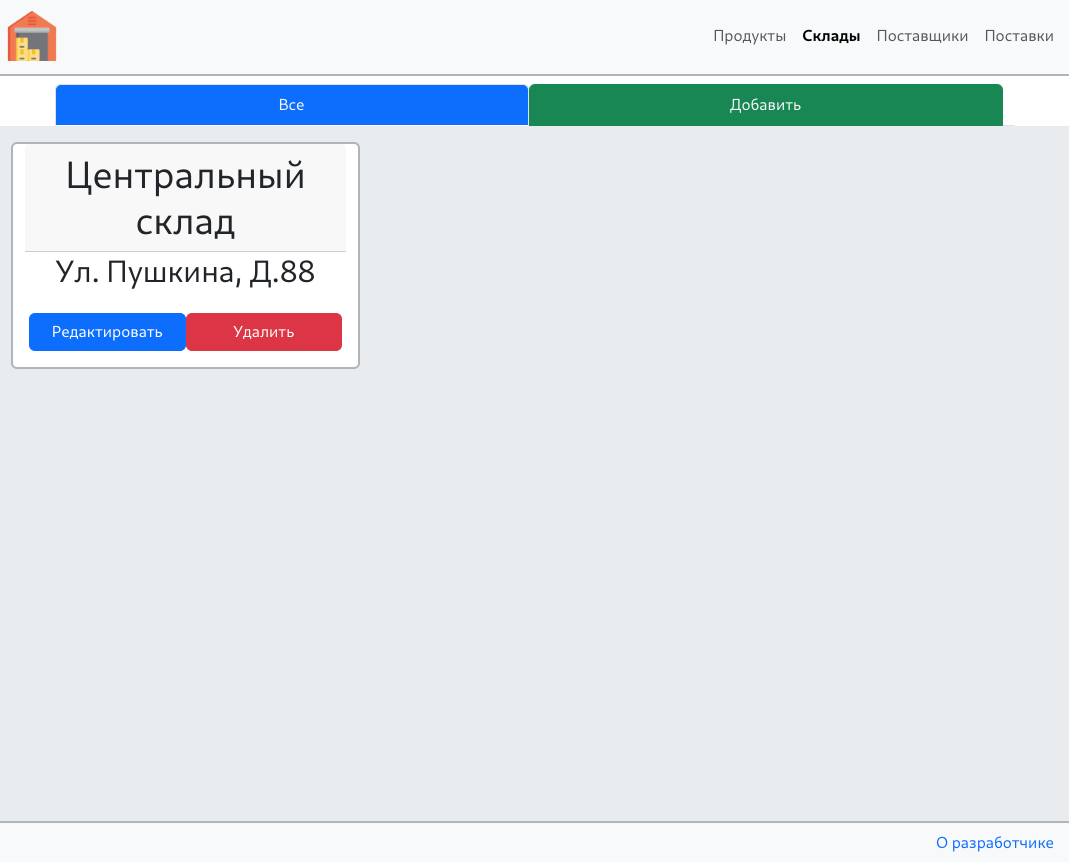 Продукты Склады Поставщики Поставки
Все Добавить
Центральный
склад
Ул. Пушкина, Д.88
Редактировать Удалить
О разработчике